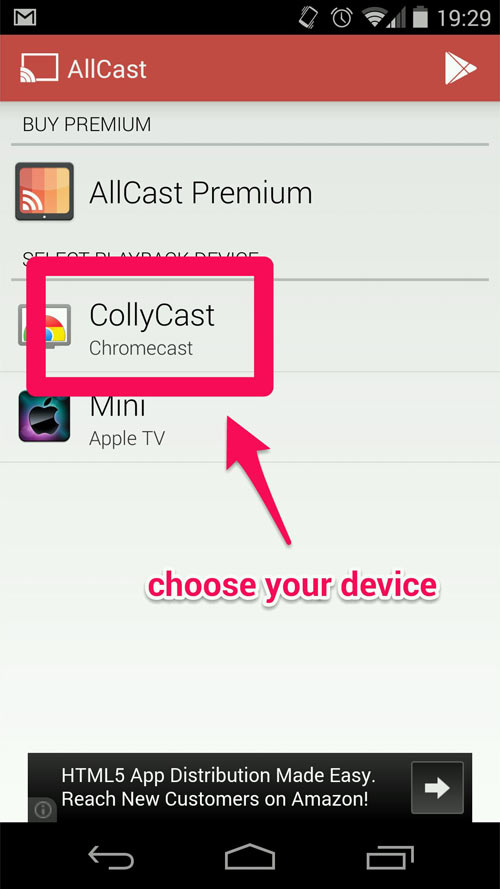 19:29
AllCast
BUY PREMIUM
AllCast Premium
SELECT PLAYBACK DEVICE
CollyCast
Chromecast
Mini
Apple TV
choose your device
HTML5 App Distribution Made Easy.
Reach New Customers on Amazon!